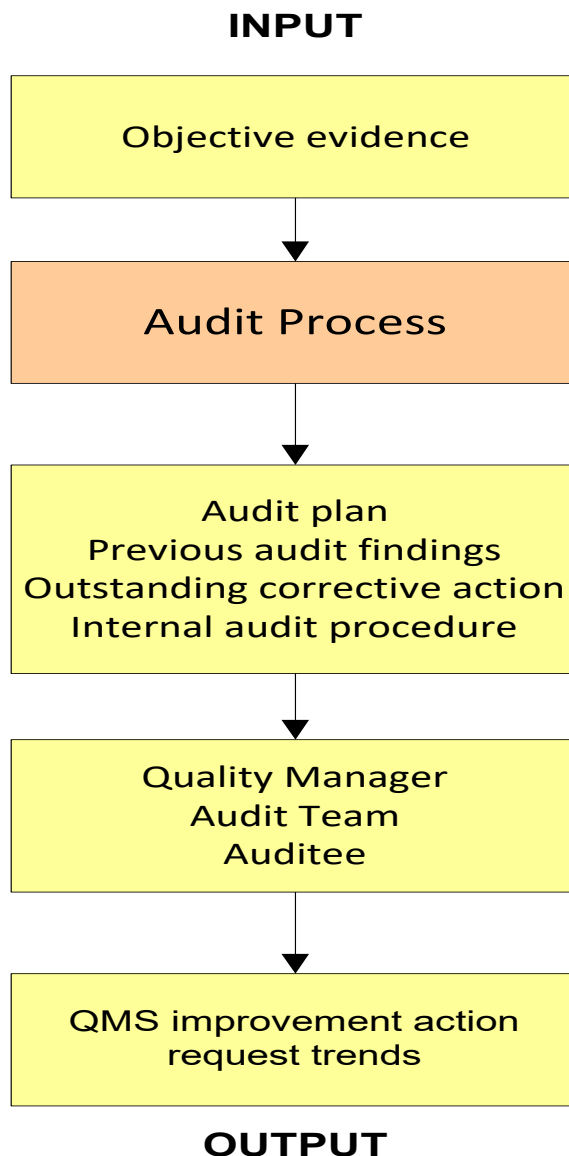 INPUT
Objective evidence
Audit Process
Audit plan
Previous audit findings
Outstanding corrective action
Internal audit procedure
Quality Manager
Audit Team
Auditee
QMS improvement action
request trends
OUTPUT